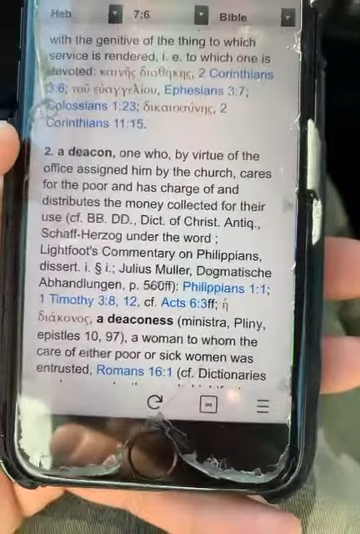 Heb 7:6 Bible
with the genitive of the thing to which
service is rendered, i. e. to which one is
devoted: καινῆς διαθήκης, 2 Corinthians
3:6; τοῦ εὐαγγελίου, Ephesians 3:7;
Colossians 1:23; δικαιοσύνης, 2
Corinthians 11:15.
2. a deacon, one who, by virtue of the
office assigned him by the church, cares
for the poor and has charge of and
distributes the money collected for their
use (cf. BB. DD., Dict. of Christ. Antiq.,
Schaff-Herzog under the word ;
Lightfoot's Commentary on Philippians,
dissert. i. § i.; Julius Muller, Dogmatische
Abhandlungen, p. 560ff): Philippians 1:1;
1 Timothy 3:8, 12, cf. Acts 6:3ff; ἡ
διάκονος, a deaconess (ministra, Pliny,
epistles 10, 97), a woman to whom the
care of either poor or sick women was
entrusted, Romans 16:1 (cf. Dictionaries